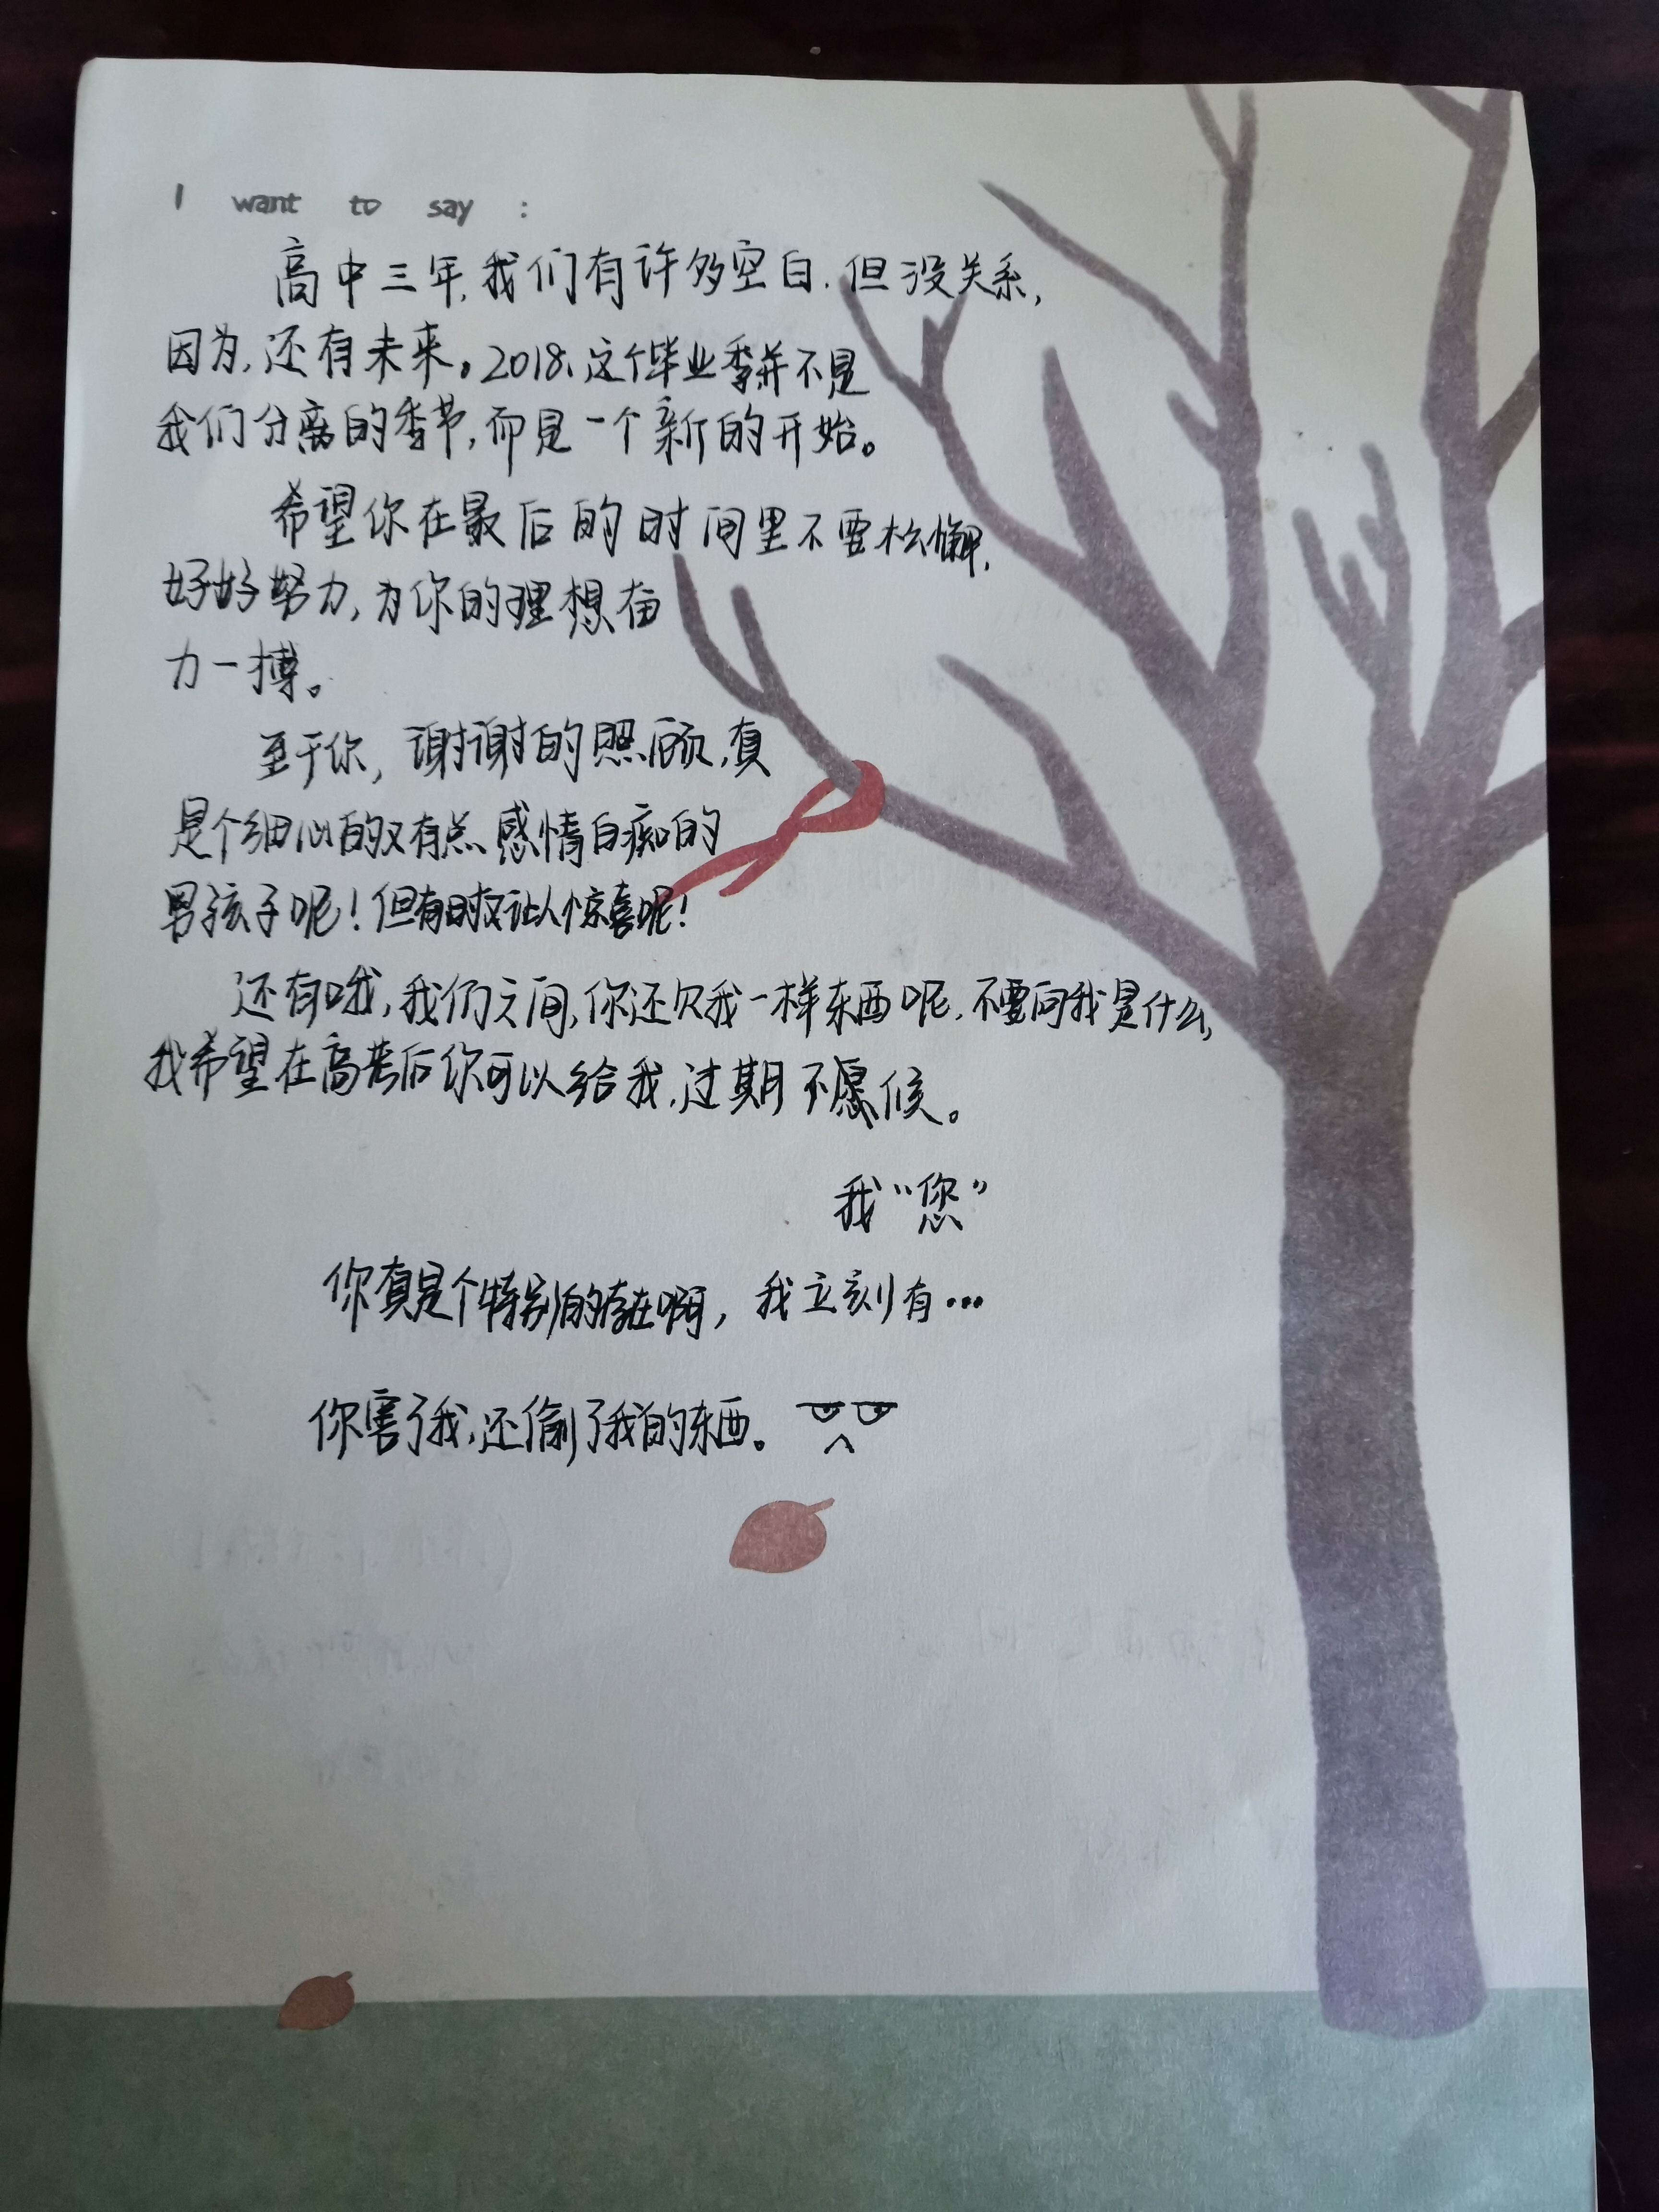 I want to say :
高中三年,我们有许多空白.但没关系,
因为,还有未来。2018、这个毕业季并不是
我们分离的季节,而是一个新的开始。
希望你在最后的时间里不要松懈,
好好努力,为你的理想奋
力一搏。
至于你,谢谢的照顾,真
是个细心的又有点感情白痴的
男孩子呢!但有时又让人惊喜呢!
还有哦,我们之间,你还欠我一样东西呢.不要问我是什么,
我希望在高考后你可以给我.过期不愿候。
我“您”
你真是个特别的存在啊,我立刻有…
你害了我,还偷了我的东西。